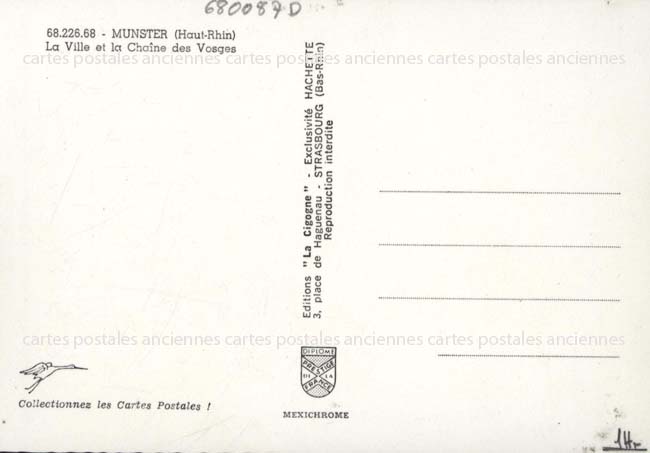 680087D
68.226.68 - MUNSTER (Haut-Rhin)
La Ville et la Chaîne des Vosges
cartes postales anciennes cartes postales anciennes cartes postales anciennes
Editions "La Cigogne" - Exclusivité HACHETTE
3, place de Haguenau - STRASBOURG (Bas-Rhin)
Reproduction interdite
cartes postales anciennes cartes postales anciennes cartes postales anciennes
DIPLOME
PRESTIGE
DE LA
FRANCE
Collectionnez les Cartes Postales !
MEXICHROME